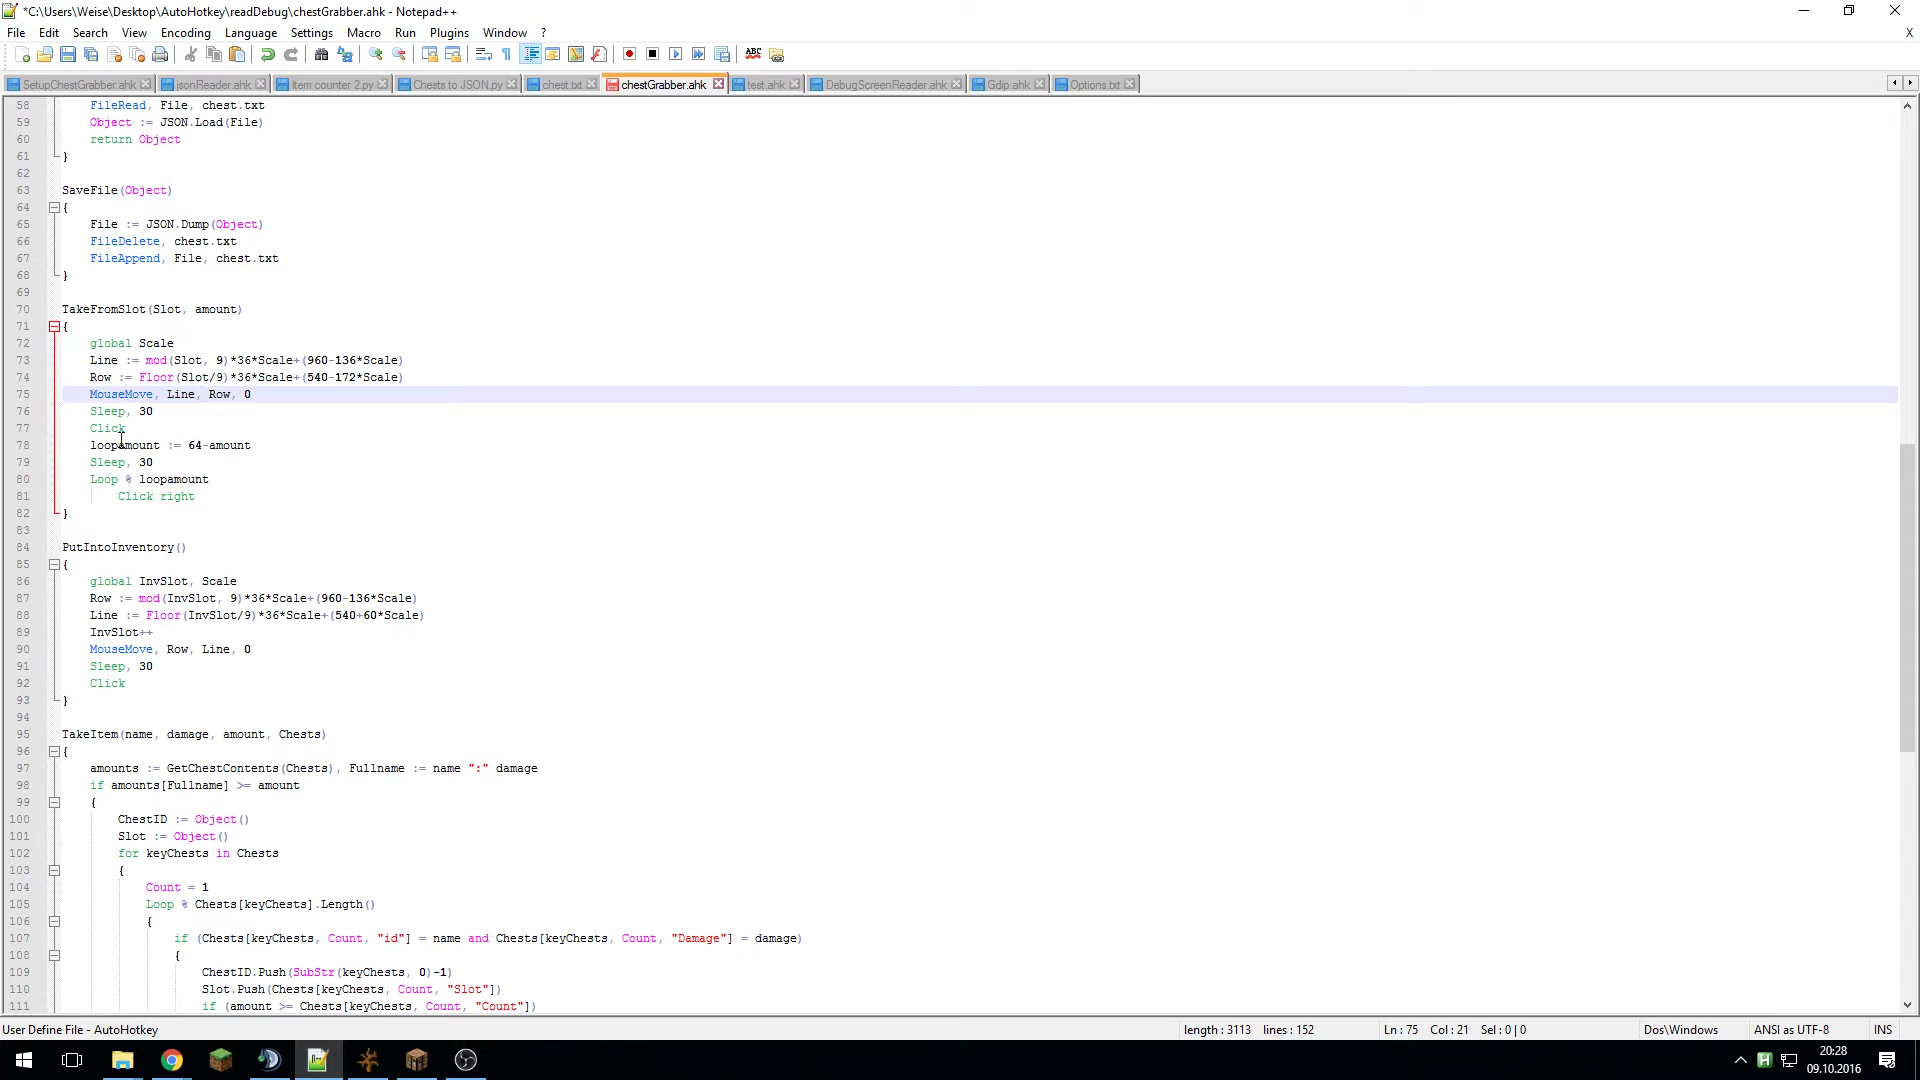 *C:\Users\Weise\Desktop\AutoHotkey\readDebug\chestGrabber.ahk - Notepad++
File Edit Search View Encoding Language Settings Macro Run Plugins Window ? X
SetupChestGrabber.ahk jsonReader.ahk Item counter 2.py Chests to JSON.py chest.txt chestGrabber.ahk test.ahk DebugScreenReader.ahk Gdip.ahk Options.txt
58 FileRead, File, chest.txt
59 Object := JSON.Load(File)
60 return Object
61 }
62
63 SaveFile(Object)
64 {
65 File := JSON.Dump(Object)
66 FileDelete, chest.txt
67 FileAppend, File, chest.txt
68 }
69
70 TakeFromSlot(Slot, amount)
71 {
72 global Scale
73 Line := mod(Slot, 9)*36*Scale+(960-136*Scale)
74 Row := Floor(Slot/9)*36*Scale+(540-172*Scale)
75 MouseMove, Line, Row, 0
76 Sleep, 30
77 Click
78 loopamount := 64-amount
79 Sleep, 30
80 Loop % loopamount
81 Click right
82 }
83
84 PutIntoInventory()
85 {
86 global InvSlot, Scale
87 Row := mod(InvSlot, 9)*36*Scale+(960-136*Scale)
88 Line := Floor(InvSlot/9)*36*Scale+(540+60*Scale)
89 InvSlot++
90 MouseMove, Row, Line, 0
91 Sleep, 30
92 Click
93 }
94
95 TakeItem(name, damage, amount, Chests)
96 {
97 amounts := GetChestContents(Chests), Fullname := name ":" damage
98 if amounts[Fullname] >= amount
99 {
100 ChestID := Object()
101 Slot := Object()
102 for keyChests in Chests
103 {
104 Count = 1
105 Loop % Chests[keyChests].Length()
106 {
107 if (Chests[keyChests, Count, "id"] = name and Chests[keyChests, Count, "Damage"] = damage)
108 {
109 ChestID.Push(SubStr(keyChests, 0)-1)
110 Slot.Push(Chests[keyChests, Count, "Slot"])
111 if (amount >= Chests[keyChests, Count, "Count"])
User Define File - AutoHotkey length : 3113 lines : 152 Ln : 75 Col : 21 Sel : 0 | 0 Dos\Windows ANSI as UTF-8 INS
20:28
09.10.2016